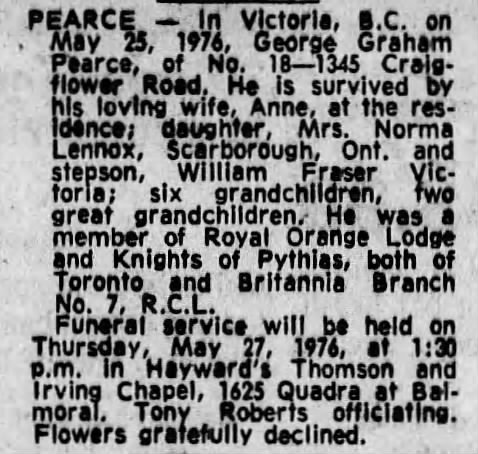 PEARCE — In Victoria, B.C. on
May 25, 1976, George Graham
Pearce, of No. 18—1345 Craig-
flower Road. He is survived by
his loving wife, Anne, at the res-
idence; daughter, Mrs. Norma
Lennox, Scarborough, Ont. and
stepson, William Fraser Vic-
toria; six grandchildren, two
great grandchildren. He was a
member of Royal Orange Lodge
and Knights of Pythias, both of
Toronto and Britannia Branch
No. 7, R.C.L.
Funeral service will be held on
Thursday, May 27, 1976, at 1:30
p.m. in Hayward's Thomson and
Irving Chapel, 1625 Quadra at Bal-
moral. Tony Roberts officiating.
Flowers gratefully declined.